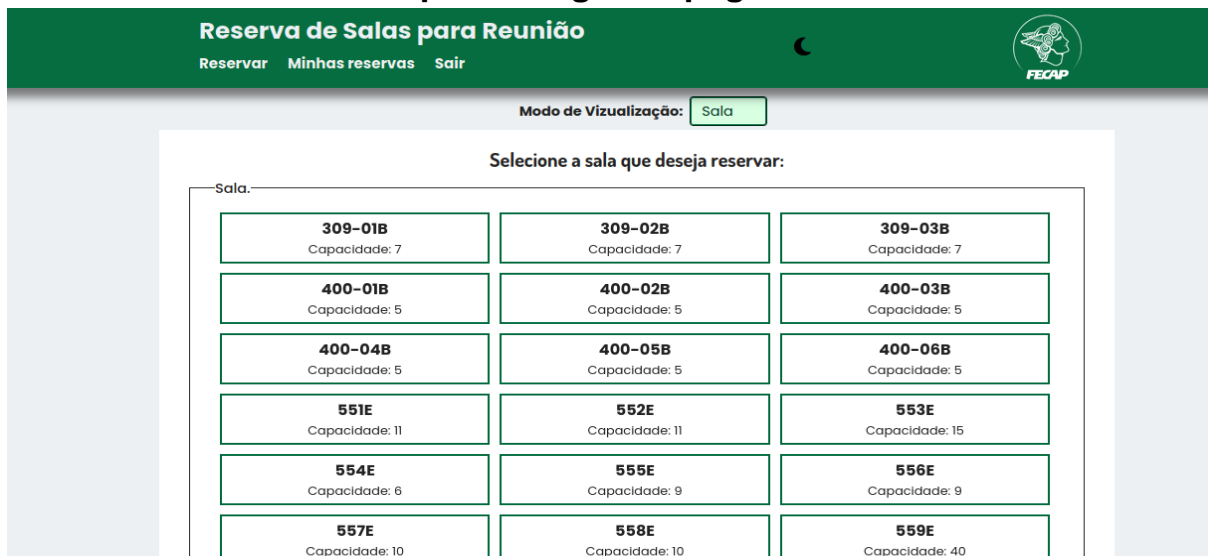 Reserva de Salas para Reunião
Reservar Minhas reservas Sair
FECAP
Modo de Vizualização: Sala
Selecione a sala que deseja reservar:
Sala.
309-01B 309-02B 309-03B
Capacidade: 7 Capacidade: 7 Capacidade: 7
400-01B 400-02B 400-03B
Capacidade: 5 Capacidade: 5 Capacidade: 5
400-04B 400-05B 400-06B
Capacidade: 5 Capacidade: 5 Capacidade: 5
551E 552E 553E
Capacidade: 11 Capacidade: 11 Capacidade: 15
554E 555E 556E
Capacidade: 6 Capacidade: 9 Capacidade: 9
557E 558E 559E
Capacidade: 10 Capacidade: 10 Capacidade: 40